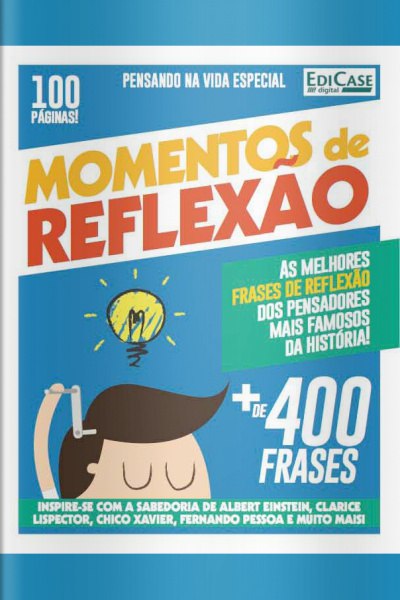 100
PÁGINAS!
PENSANDO NA VIDA ESPECIAL
EDICASE
digital
MOMENTOS de
REFLEXÃO
AS MELHORES
FRASES DE REFLEXÃO
DOS PENSADORES
MAIS FAMOSOS
DA HISTÓRIA!
+ DE 400
FRASES
INSPIRE-SE COM A SABEDORIA DE ALBERT EINSTEIN, CLARICE
LISPECTOR, CHICO XAVIER, FERNANDO PESSOA E MUITO MAIS!